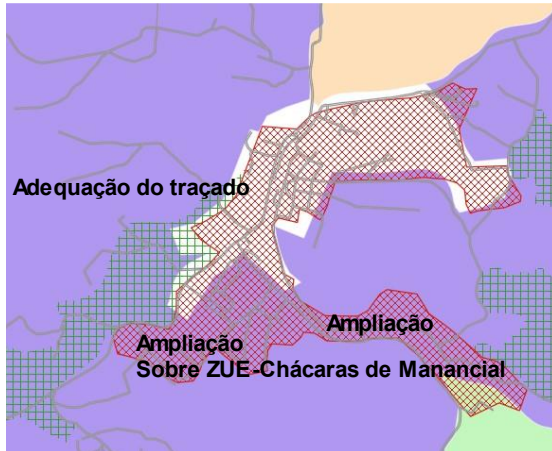 Adequação do traçado
Ampliação
Ampliação
Sobre ZUE-Chácaras de Manancial